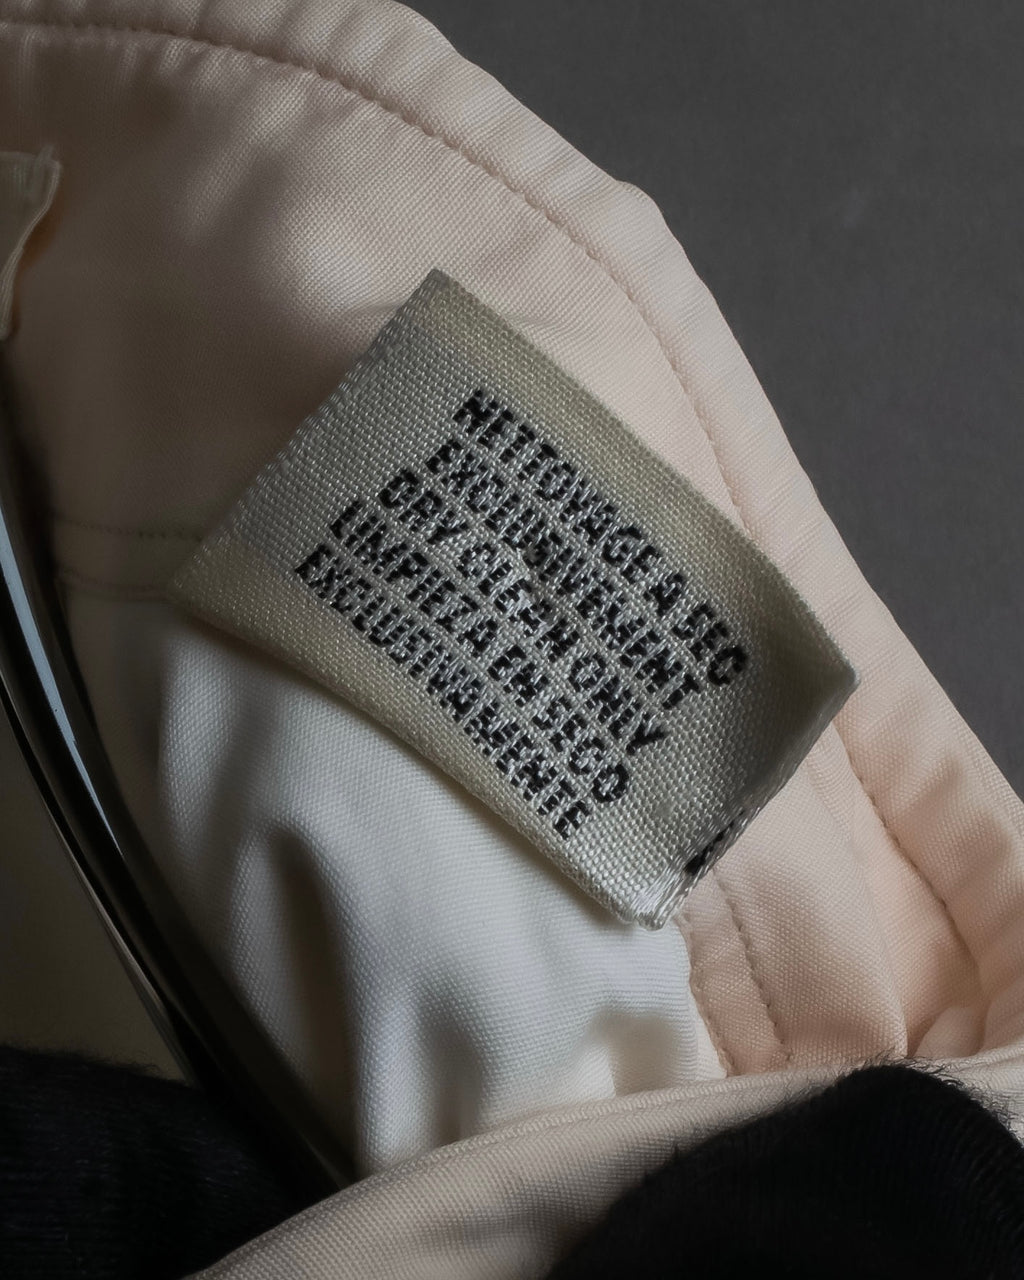 NETTOYAGE A SEC
EXCLUSIVEMENT
DRY CLEAN ONLY
LIMPIEZA EN SECO
EXCLUSIVAMENTE